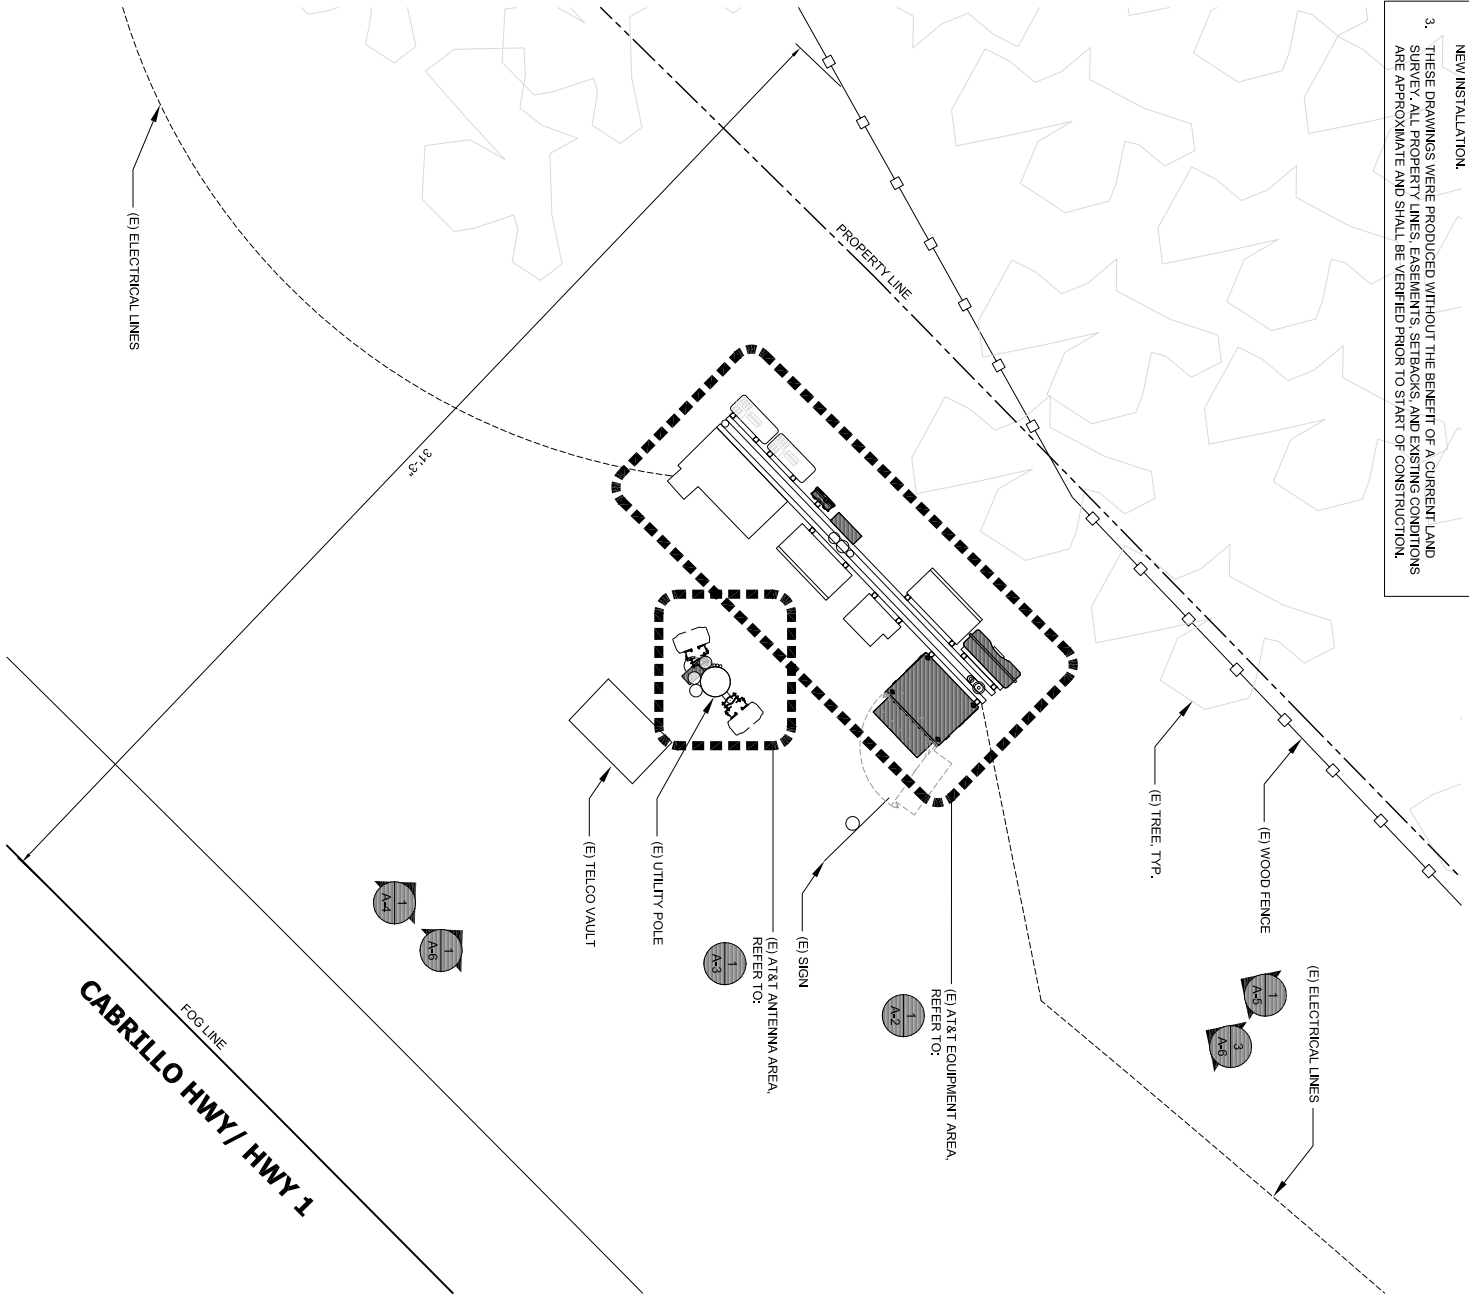 NEW INSTALLATION.
3. THESE DRAWINGS WERE PRODUCED WITHOUT THE BENEFIT OF A CURRENT LAND
SURVEY. ALL PROPERTY LINES, EASEMENTS, SETBACKS, AND EXISTING CONDITIONS
ARE APPROXIMATE AND SHALL BE VERIFIED PRIOR TO START OF CONSTRUCTION.
(E) ELECTRICAL LINES
PROPERTY LINE
31'-3"
(E) TREE, TYP.
(E) WOOD FENCE
(E) ELECTRICAL LINES
(E) TELCO VAULT
(E) UTILITY POLE
(E) SIGN
(E) AT&T ANTENNA AREA,
REFER TO:
1
A-3
(E) AT&T EQUIPMENT AREA,
REFER TO:
1
A-2
1
A-4
1
A-6
1
A-5
3
A-6
FOG LINE
CABRILLO HWY/ HWY 1